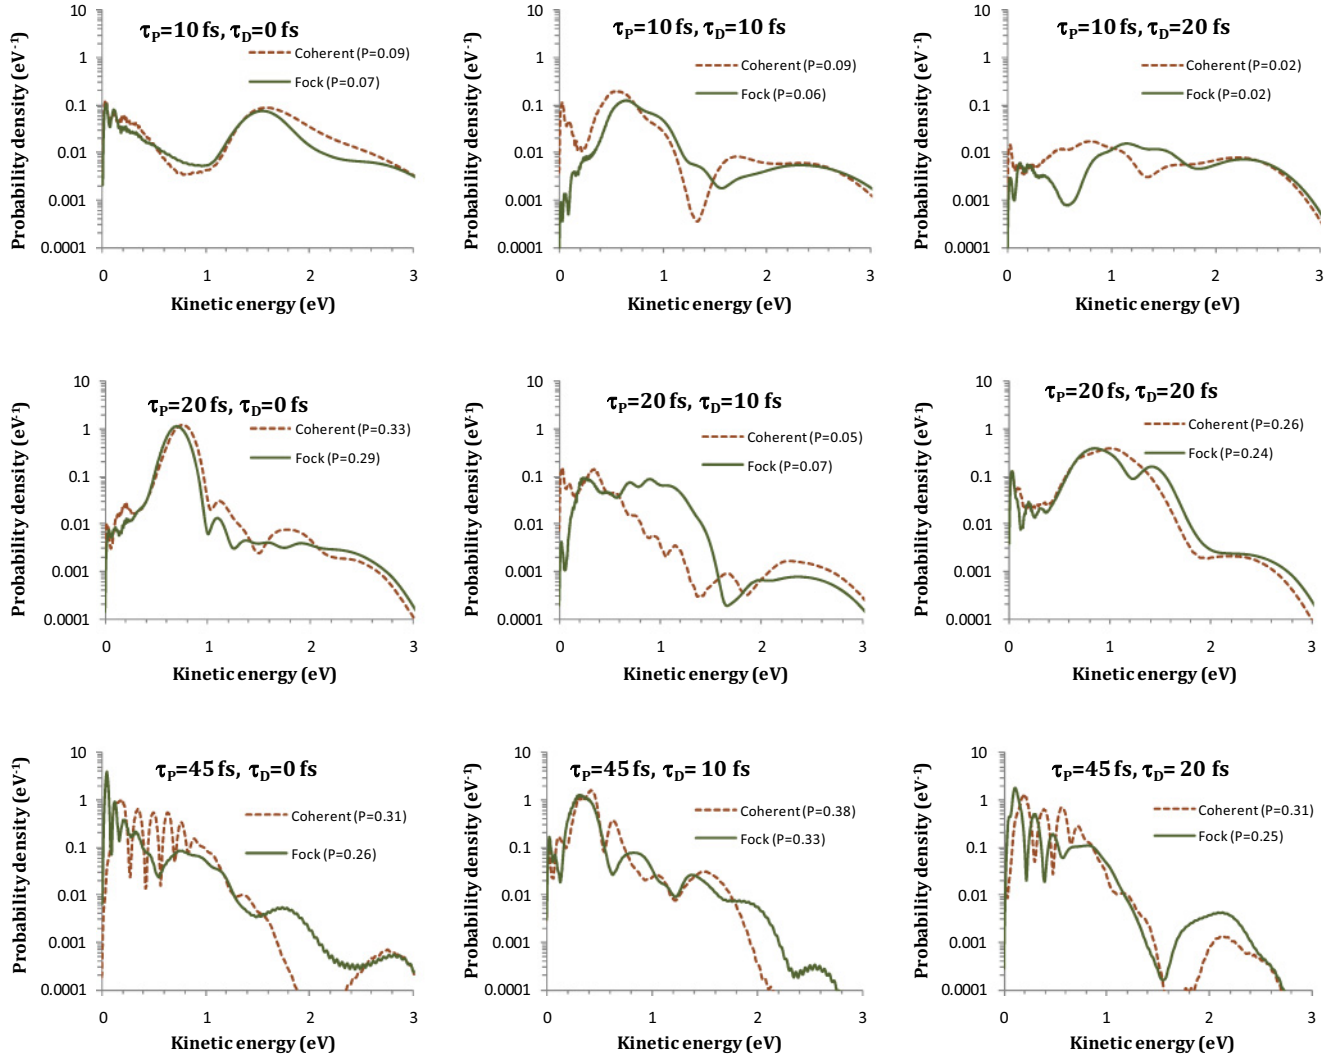 τP=10 fs, τD=0 fs
Coherent (P=0.09)
Fock (P=0.07)
Probability density (eV-1)
10
1
0.1
0.01
0.001
0.0001
0 1 2 3
Kinetic energy (eV)
τP=10 fs, τD=10 fs
Coherent (P=0.09)
Fock (P=0.06)
Probability density (eV-1)
10
1
0.1
0.01
0.001
0.0001
0 1 2 3
Kinetic energy (eV)
τP=10 fs, τD=20 fs
Coherent (P=0.02)
Fock (P=0.02)
Probability density (eV-1)
10
1
0.1
0.01
0.001
0.0001
0 1 2 3
Kinetic energy (eV)
τP=20 fs, τD=0 fs
Coherent (P=0.33)
Fock (P=0.29)
Probability density (eV-1)
10
1
0.1
0.01
0.001
0.0001
0 1 2 3
Kinetic energy (eV)
τP=20 fs, τD=10 fs
Coherent (P=0.05)
Fock (P=0.07)
Probability density (eV-1)
10
1
0.1
0.01
0.001
0.0001
0 1 2 3
Kinetic energy (eV)
τP=20 fs, τD=20 fs
Coherent (P=0.26)
Fock (P=0.24)
Probability density (eV-1)
10
1
0.1
0.01
0.001
0.0001
0 1 2 3
Kinetic energy (eV)
τP=45 fs, τD=0 fs
Coherent (P=0.31)
Fock (P=0.26)
Probability density (eV-1)
10
1
0.1
0.01
0.001
0.0001
0 1 2 3
Kinetic energy (eV)
τP=45 fs, τD= 10 fs
Coherent (P=0.38)
Fock (P=0.33)
Probability density (eV-1)
10
1
0.1
0.01
0.001
0.0001
0 1 2 3
Kinetic energy (eV)
τP=45 fs, τD= 20 fs
Coherent (P=0.31)
Fock (P=0.25)
Probability density (eV-1)
10
1
0.1
0.01
0.001
0.0001
0 1 2 3
Kinetic energy (eV)